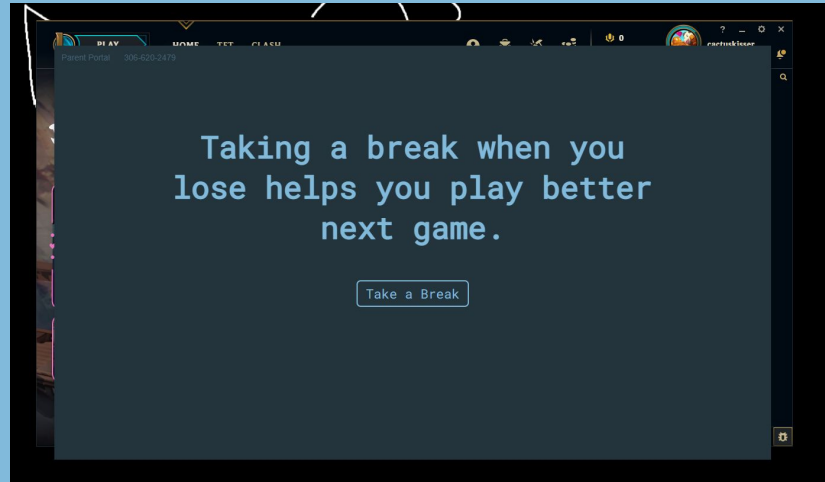 PLAY
HOME TFT CLASH
0
?
cactuskisser
Parent Portal 306-620-2479
Taking a break when you
lose helps you play better
next game.
Take a Break